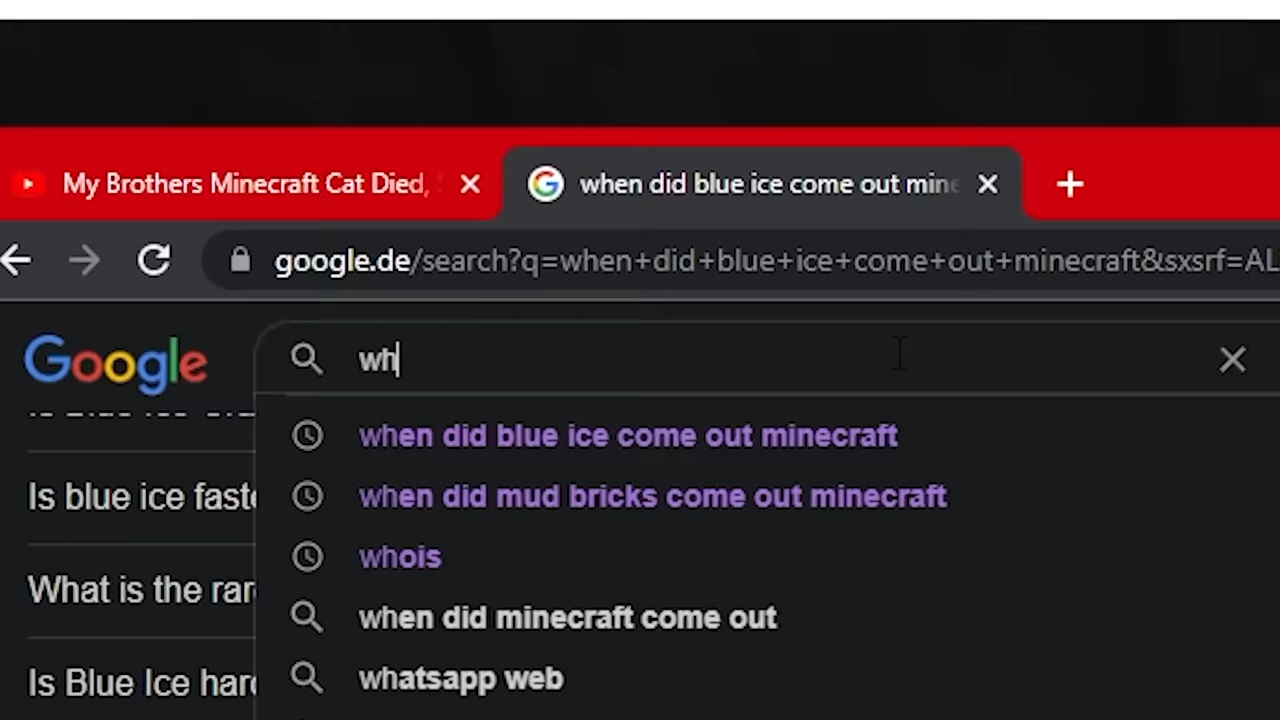 My Brothers Minecraft Cat Died,
when did blue ice come out mine
google.de/search?q=when+did+blue+ice+come+out+minecraft&sxsrf=AL
Google
wh
when did blue ice come out minecraft
when did mud bricks come out minecraft
Is blue ice faste
whois
What is the rar
when did minecraft come out
Is Blue Ice hard
whatsapp web